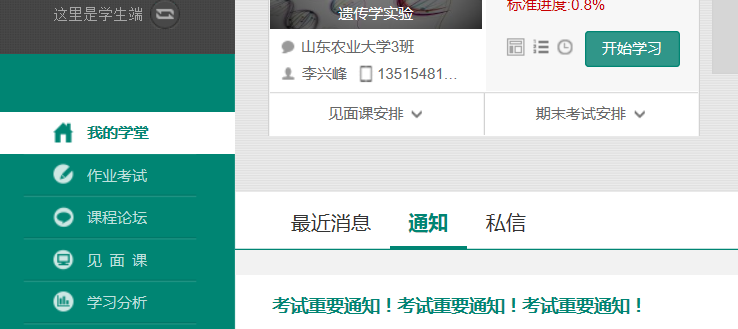 这里是学生端
遗传学实验
标准进度:0.8%
山东农业大学3班
李兴峰 13515481...
开始学习
见面课安排
期末考试安排
我的学堂
作业考试
课程论坛
见 面 课
学习分析
最近消息 通知 私信
考试重要通知！考试重要通知！考试重要通知！